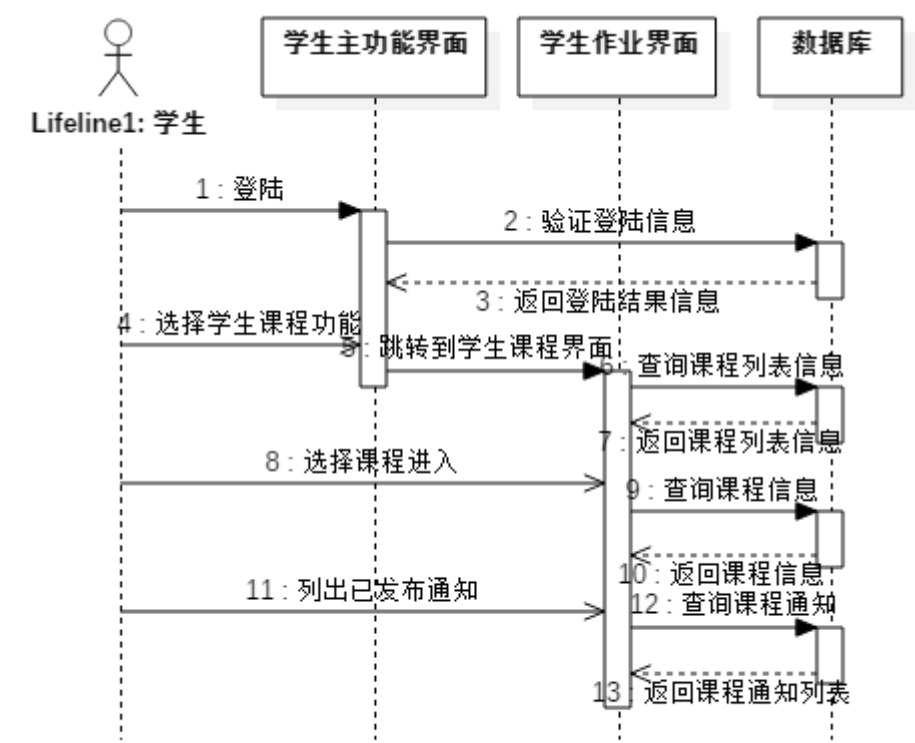 学生主功能界面
学生作业界面
数据库
Lifeline1: 学生
1 : 登陆
2 : 验证登陆信息
3 : 返回登陆结果信息
4 : 选择学生课程功能
5 : 跳转到学生课程界面
6 : 查询课程列表信息
7 : 返回课程列表信息
8 : 选择课程进入
9 : 查询课程信息
10 : 返回课程信息
11 : 列出已发布通知
12 : 查询课程通知
13 : 返回课程通知列表